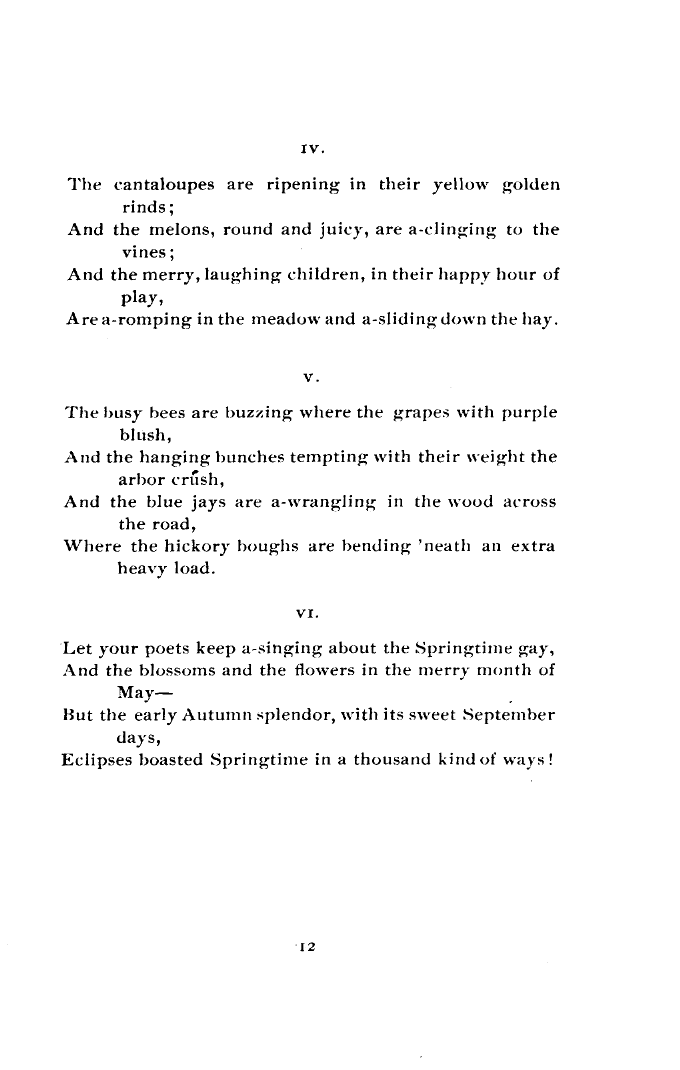 IV.
The cantaloupes are ripening in their yellow golden
rinds;
And the melons, round and juicy, are a-clinging to the
vines;
And the merry, laughing children, in their happy hour of
play,
Are a-romping in the meadow and a-sliding down the hay.
V.
The busy bees are buzzing where the grapes with purple
blush,
And the hanging bunches tempting with their weight the
arbor crush,
And the blue jays are a-wrangling in the wood across
the road,
Where the hickory boughs are bending 'neath an extra
heavy load.
VI.
Let your poets keep a-singing about the Springtime gay,
And the blossoms and the flowers in the merry month of
May—
But the early Autumn splendor, with its sweet September
days,
Eclipses boasted Springtime in a thousand kind of ways!
12